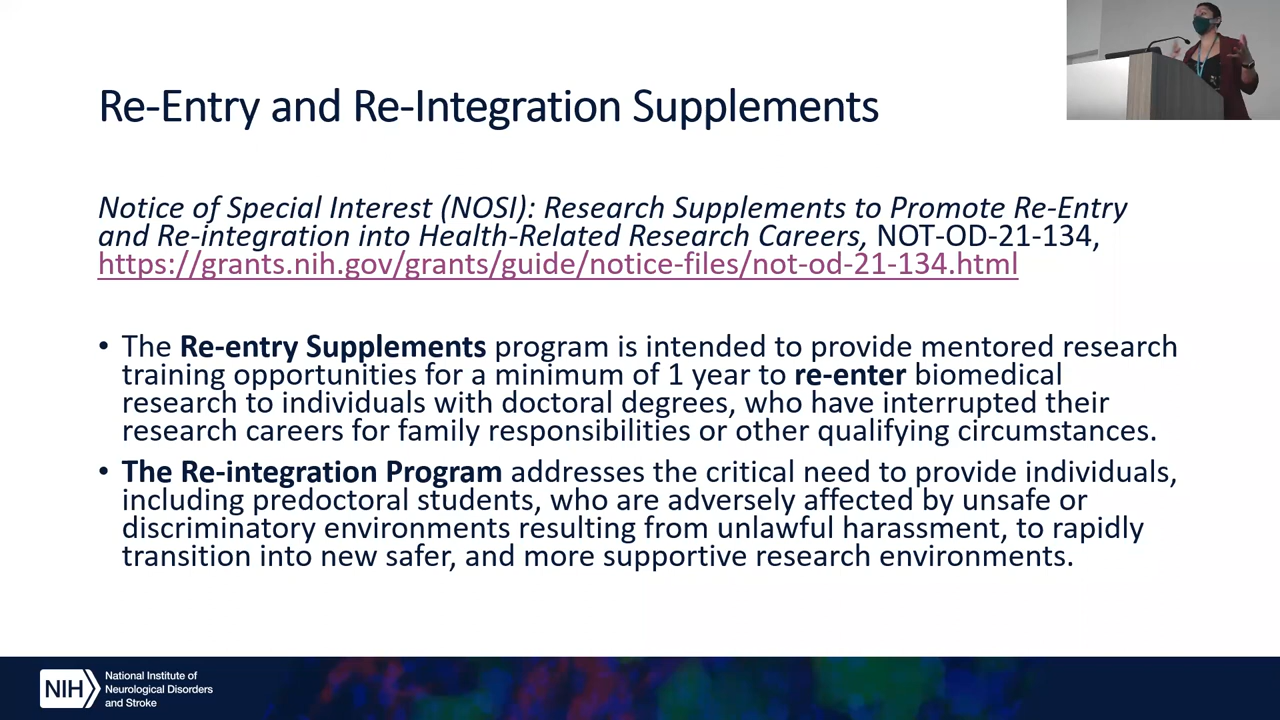 Re-Entry and Re-Integration Supplements
Notice of Special Interest (NOSI): Research Supplements to Promote Re-Entry
and Re-integration into Health-Related Research Careers, NOT-OD-21-134,
https://grants.nih.gov/grants/guide/notice-files/not-od-21-134.html
• The Re-entry Supplements program is intended to provide mentored research
training opportunities for a minimum of 1 year to re-enter biomedical
research to individuals with doctoral degrees, who have interrupted their
research careers for family responsibilities or other qualifying circumstances.
• The Re-integration Program addresses the critical need to provide individuals,
including predoctoral students, who are adversely affected by unsafe or
discriminatory environments resulting from unlawful harassment, to rapidly
transition into new safer, and more supportive research environments.
NIH
National Institute of
Neurological Disorders
and Stroke